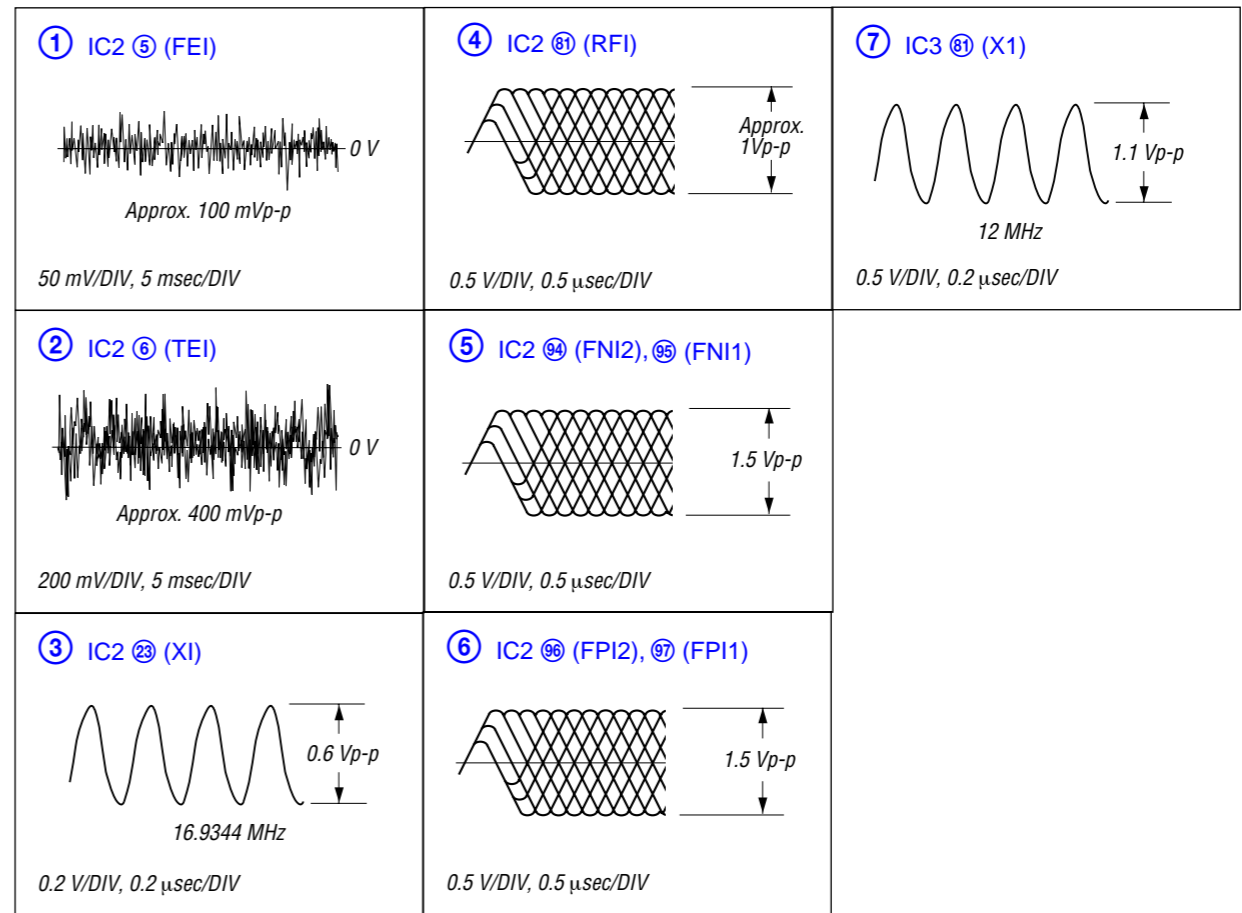 ① IC2 ⑤ (FEI)
0 V
Approx. 100 mVp-p
50 mV/DIV, 5 msec/DIV
② IC2 ⑥ (TEI)
0 V
Approx. 400 mVp-p
200 mV/DIV, 5 msec/DIV
③ IC2 ㉓ (XI)
0.6 Vp-p
16.9344 MHz
0.2 V/DIV, 0.2 µsec/DIV
④ IC2 81 (RFI)
Approx.
1Vp-p
0.5 V/DIV, 0.5 µsec/DIV
⑤ IC2 94 (FNI2), 95 (FNI1)
1.5 Vp-p
0.5 V/DIV, 0.5 µsec/DIV
⑥ IC2 96 (FPI2), 97 (FPI1)
1.5 Vp-p
0.5 V/DIV, 0.5 µsec/DIV
⑦ IC3 81 (X1)
1.1 Vp-p
12 MHz
0.5 V/DIV, 0.2 µsec/DIV